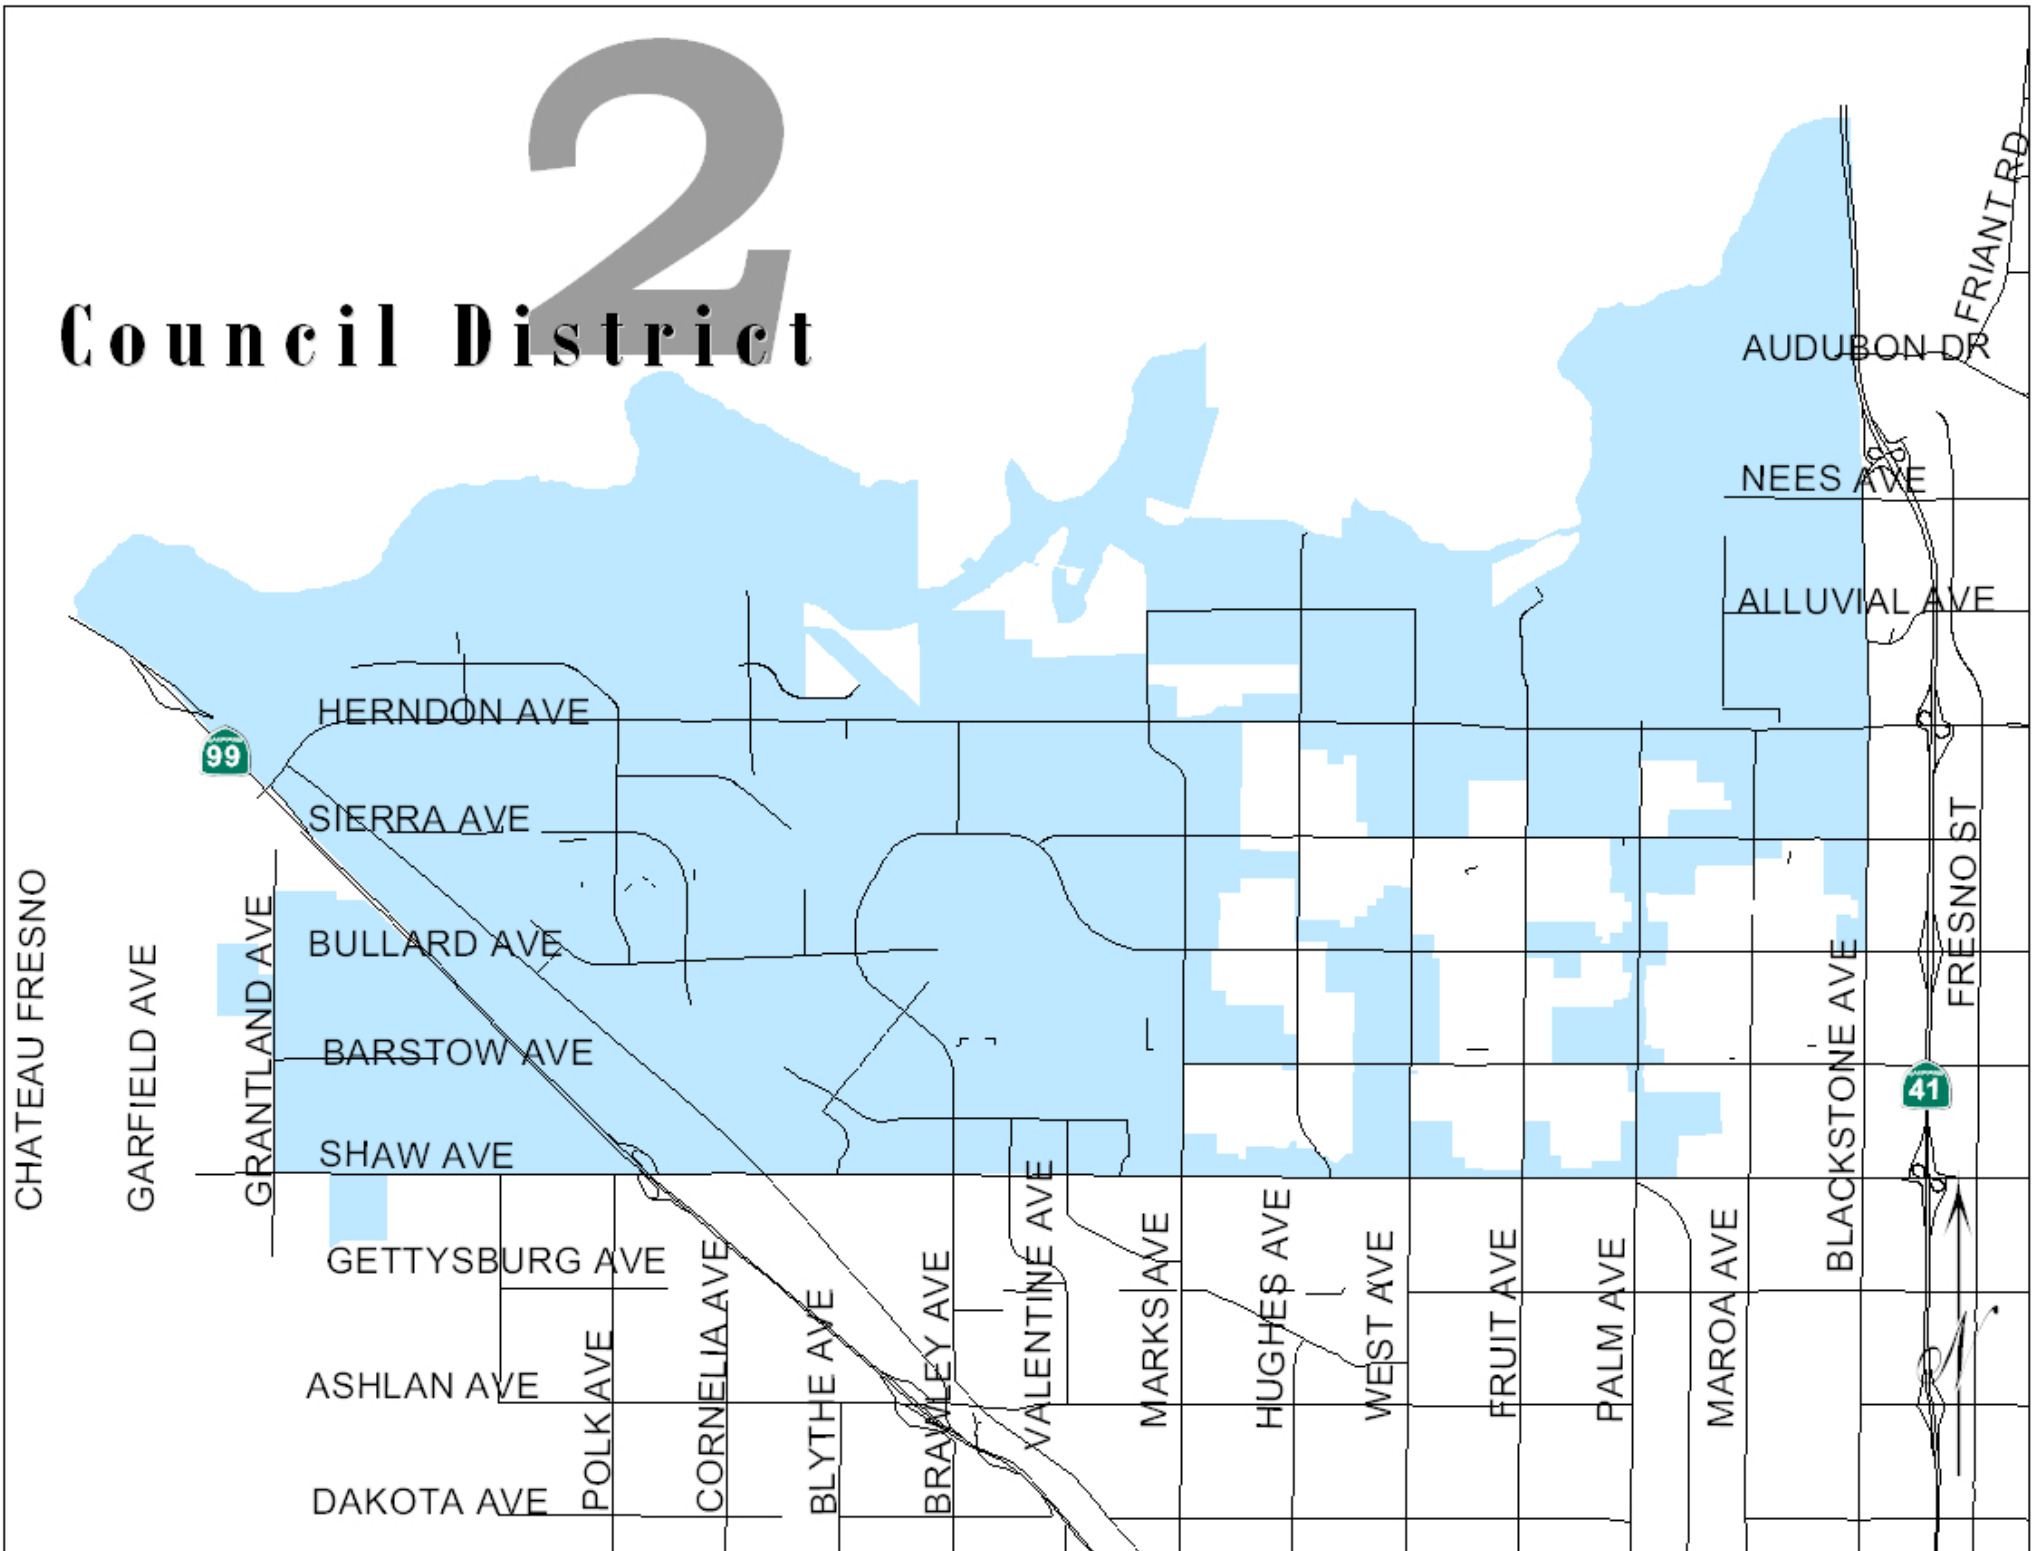 2
Council District
FRIANT RD
AUDUBON DR
NEES AVE
ALLUVIAL AVE
HERNDON AVE
99
SIERRA AVE
BULLARD AVE
BARSTOW AVE
SHAW AVE
GETTYSBURG AVE
ASHLAN AVE
DAKOTA AVE
CHATEAU FRESNO
GARFIELD AVE
GRANTLAND AVE
POLK AVE
CORNELIA AVE
BLYTHE AVE
BRAWLEY AVE
VALENTINE AVE
MARKS AVE
HUGHES AVE
WEST AVE
FRUIT AVE
PALM AVE
MAROA AVE
BLACKSTONE AVE
FRESNO ST
41